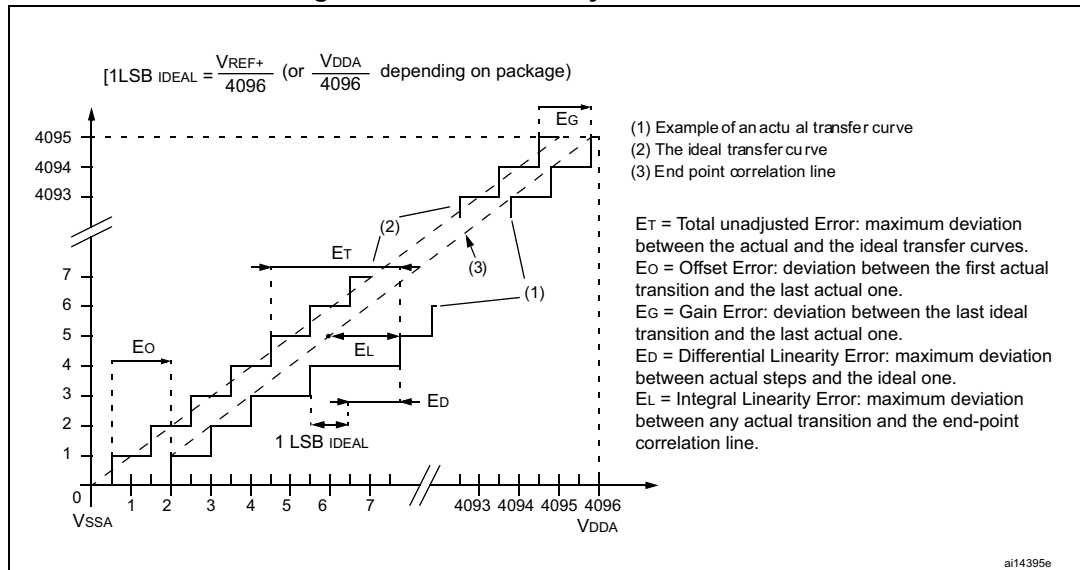 [1LSB IDEAL = VREF+ / 4096 (or VDDA / 4096 depending on package)
EG
4095
4094
4093
(1) Example of an actu al transfer curve
(2) The ideal transfer cu rve
(3) End point correlation line
(2)
ET
(3)
(1)
7
6
5
4
3
2
1
0
EO
EL
ED
1 LSB IDEAL
ET = Total unadjusted Error: maximum deviation
between the actual and the ideal transfer curves.
EO = Offset Error: deviation between the first actual
transition and the last actual one.
EG = Gain Error: deviation between the last ideal
transition and the last actual one.
ED = Differential Linearity Error: maximum deviation
between actual steps and the ideal one.
EL = Integral Linearity Error: maximum deviation
between any actual transition and the end-point
correlation line.
1 2 3 4 5 6 7 4093 4094 4095 4096
VSSA VDDA
ai14395e